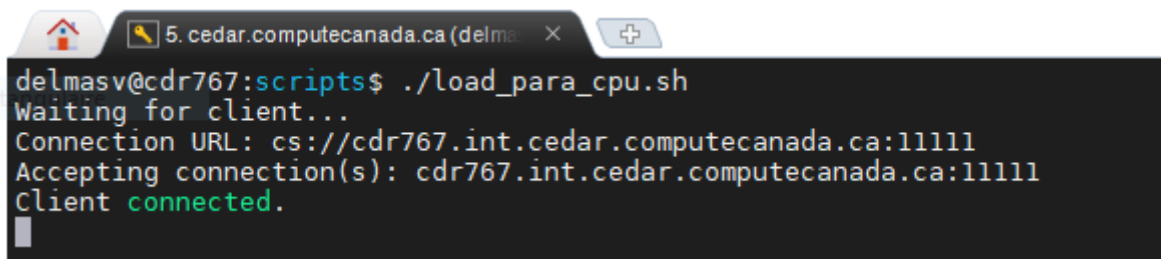 5. cedar.computecanada.ca (delma
delmasv@cdr767:scripts$ ./load_para_cpu.sh
Waiting for client...
Connection URL: cs://cdr767.int.cedar.computecanada.ca:11111
Accepting connection(s): cdr767.int.cedar.computecanada.ca:11111
Client connected.